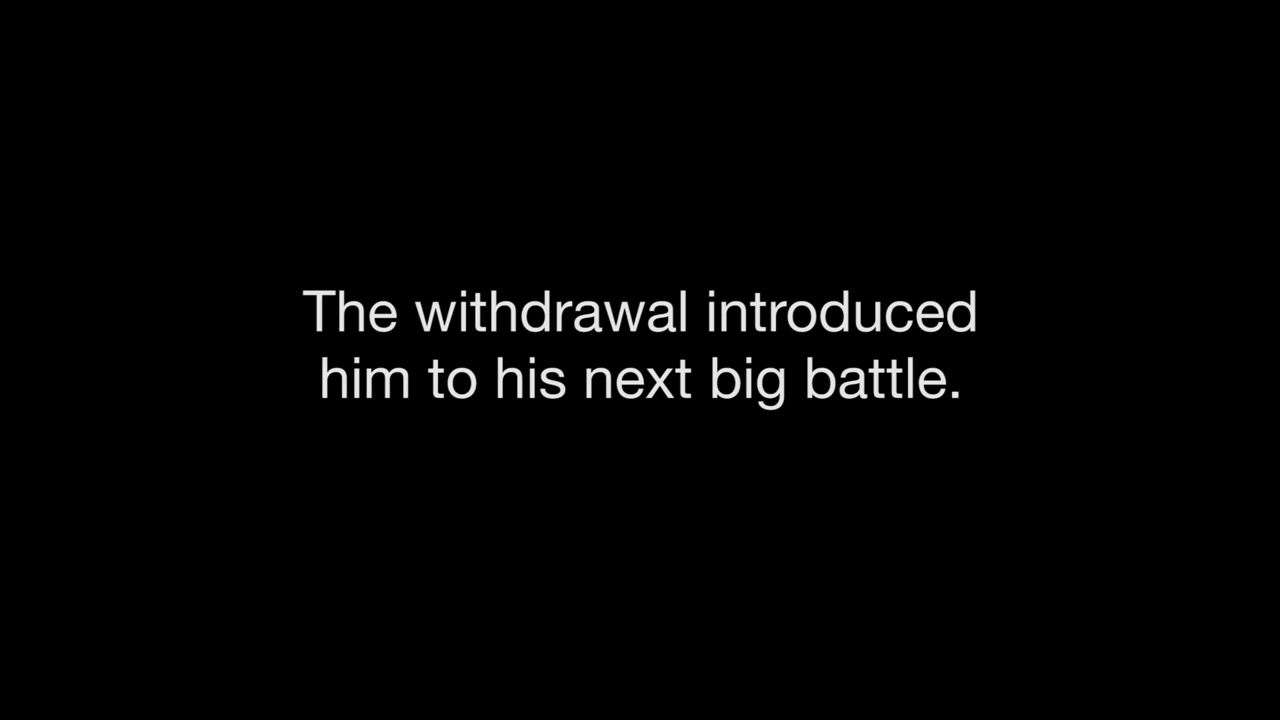 The withdrawal introduced
him to his next big battle.